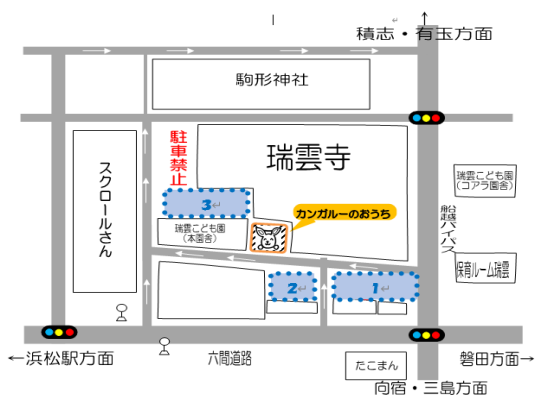 積志・有玉方面
駒形神社
駐車禁止
瑞雲寺
スクロールさん
3
瑞雲こども園
(本園舎)
カンガルーのおうち
瑞雲こども園
(コアラ園舎)
船越バイパス
保育ルーム瑞雲
2
1
←浜松駅方面
六間道路
たこまん
磐田方面→
向宿・三島方面